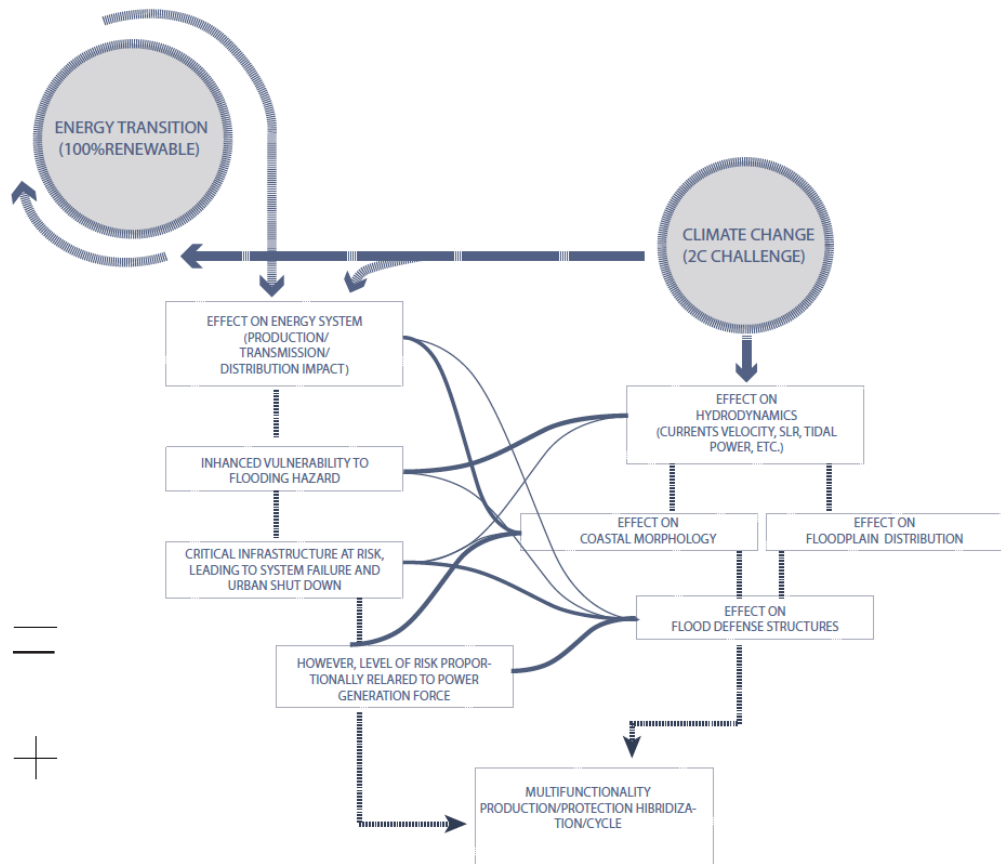 ENERGY TRANSITION
(100%RENEWABLE)
CLIMATE CHANGE
(2C CHALLENGE)
EFFECT ON ENERGY SYSTEM
(PRODUCTION/
TRANSMISSION/
DISTRIBUTION IMPACT)
EFFECT ON
HYDRODYNAMICS
(CURRENTS VELOCITY, SLR, TIDAL
POWER, ETC.)
INHANCED VULNERABILITY TO
FLOODING HAZARD
EFFECT ON
COASTAL MORPHOLOGY
EFFECT ON
FLOODPLAIN DISTRIBUTION
CRITICAL INFRASTRUCTURE AT RISK,
LEADING TO SYSTEM FAILURE AND
URBAN SHUT DOWN
EFFECT ON
FLOOD DEFENSE STRUCTURES
HOWEVER, LEVEL OF RISK PROPOR-
TIONALLY RELARED TO POWER
GENERATION FORCE
MULTIFUNCTIONALITY
PRODUCTION/PROTECTION HIBRIDIZA-
TION/CYCLE